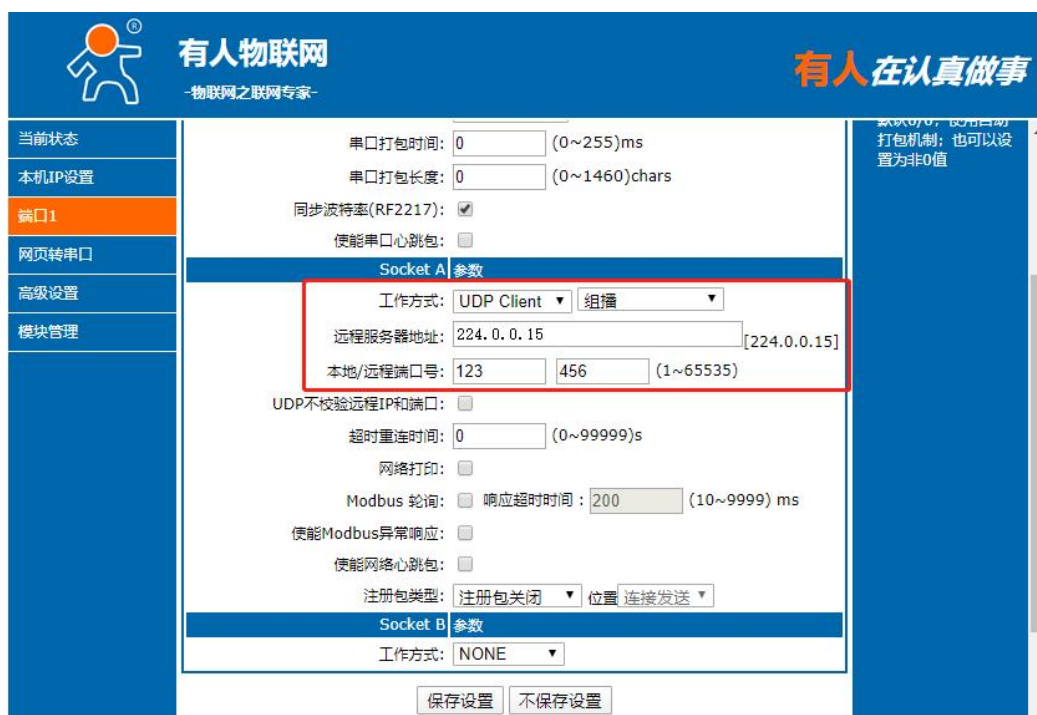 ®
有人物联网
-物联网之联网专家-
有人在认真做事
当前状态
本机IP设置
端口1
网页转串口
高级设置
模块管理
串口打包时间: 0 (0~255)ms
串口打包长度: 0 (0~1460)chars
同步波特率(RF2217):
使能串口心跳包:
Socket A 参数
工作方式: UDP Client 组播
远程服务器地址: 224.0.0.15 [224.0.0.15]
本地/远程端口号: 123 456 (1~65535)
UDP不校验远程IP和端口:
超时重连时间: 0 (0~99999)s
网络打印:
Modbus 轮询: 响应超时时间: 200 (10~9999) ms
使能Modbus异常响应:
使能网络心跳包:
注册包类型: 注册包关闭 位置 连接发送
Socket B 参数
工作方式: NONE
保存设置 不保存设置
打包机制; 也可以设
置为非0值